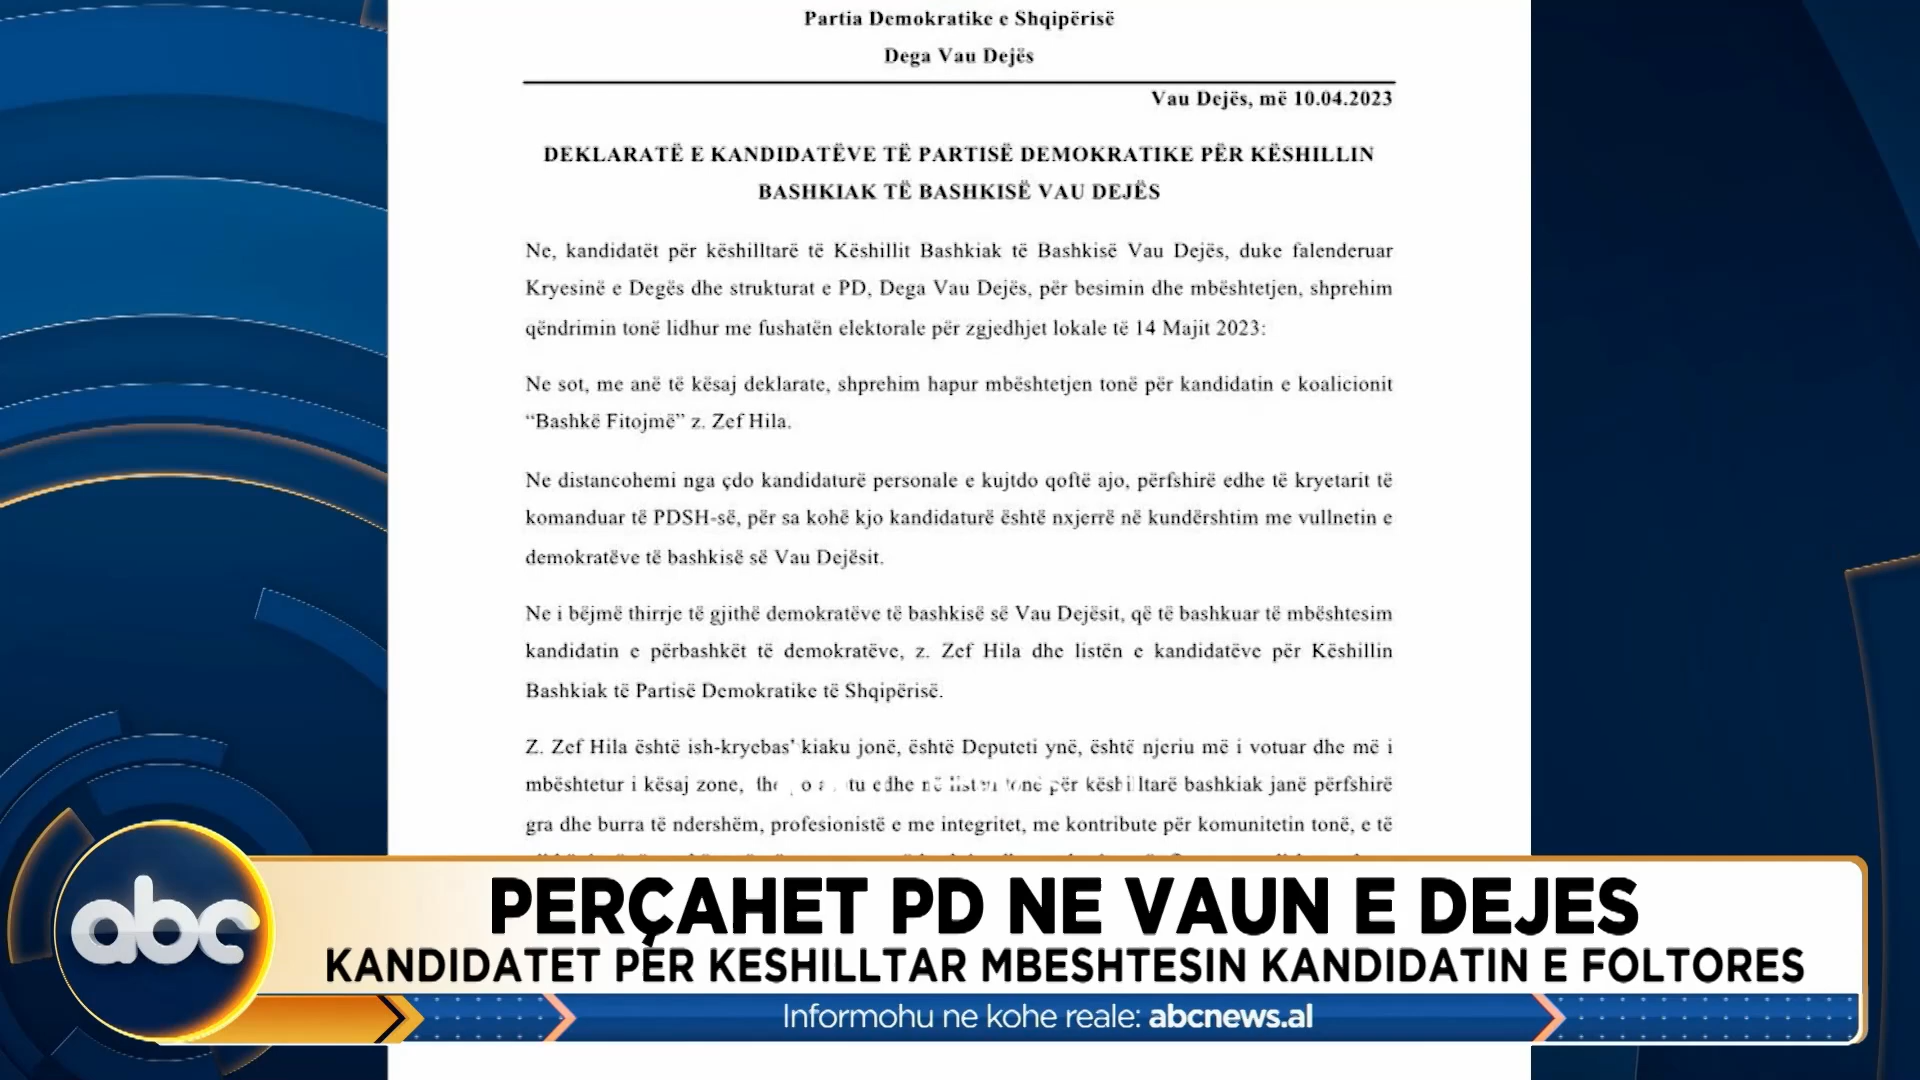 Partia Demokratike e Shqipërisë
Dega Vau Dejës
Vau Dejës, më 10.04.2023
DEKLARATË E KANDIDATËVE TË PARTISË DEMOKRATIKE PËR KËSHILLIN
BASHKIAK TË BASHKISË VAU DEJËS
Ne, kandidatët për këshilltarë të Këshillit Bashkiak të Bashkisë Vau Dejës, duke falenderuar
Kryesinë e Degës dhe strukturat e PD, Dega Vau Dejës, për besimin dhe mbështetjen, shprehim
qëndrimin tonë lidhur me fushatën elektorale për zgjedhjet lokale të 14 Majit 2023:
Ne sot, me anë të kësaj deklarate, shprehim hapur mbështetjen tonë për kandidatin e koalicionit
“Bashkë Fitojmë” z. Zef Hila.
Ne distancohemi nga çdo kandidaturë personale e kujtdo qoftë ajo, përfshirë edhe të kryetarit të
komanduar të PDSH-së, për sa kohë kjo kandidaturë është nxjerrë në kundërshtim me vullnetin e
demokratëve të bashkisë së Vau Dejësit.
Ne i bëjmë thirrje të gjithë demokratëve të bashkisë së Vau Dejësit, që të bashkuar të mbështesim
kandidatin e përbashkët të demokratëve, z. Zef Hila dhe listën e kandidatëve për Këshillin
Bashkiak të Partisë Demokratike të Shqipërisë.
Z. Zef Hila është ish-kryebas’ kiaku jonë, është Deputeti ynë, është njeriu më i votuar dhe më i
mbështetur i kësaj zone, edhe në listën tonë për këshilltarë bashkiak janë përfshirë
gra dhe burra të ndershëm, profesionistë e me integritet, me kontribute për komunitetin tonë, e të
abc
PERÇAHET PD NE VAUN E DEJES
KANDIDATET PER KESHILLTAR MBESHTESIN KANDIDATIN E FOLTORES
Informohu ne kohe reale: abcnews.al